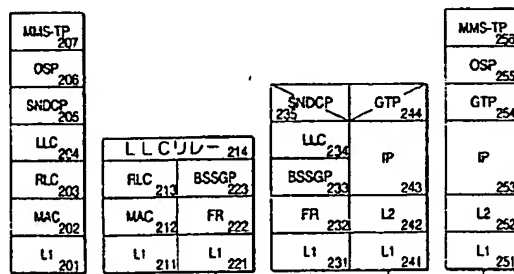 MMS-TP 207
OSP 206
SNDCP 205
LLC 204
RLC 203
MAC 202
L1 201
LLCリレー 214
RLC 213
BSSGP 223
MAC 212
FR 222
L1 211
L1 221
SNDCP 235
GTP 244
LLC 234
IP 243
BSSGP 233
FR 232
L2 242
L1 231
L1 241
MMS-TP 256
OSP 255
GTP 254
IP 253
L2 252
L1 251